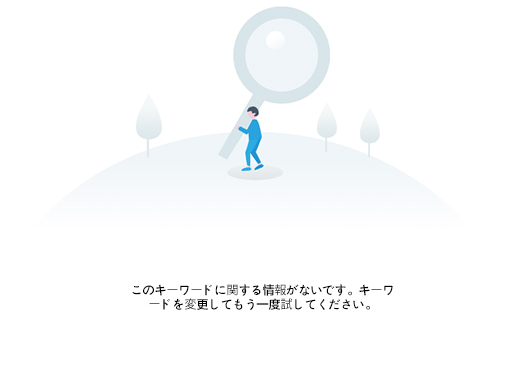 このキーワードに関する情報がないです。キーワ
ードを変更してもう一度試してください。